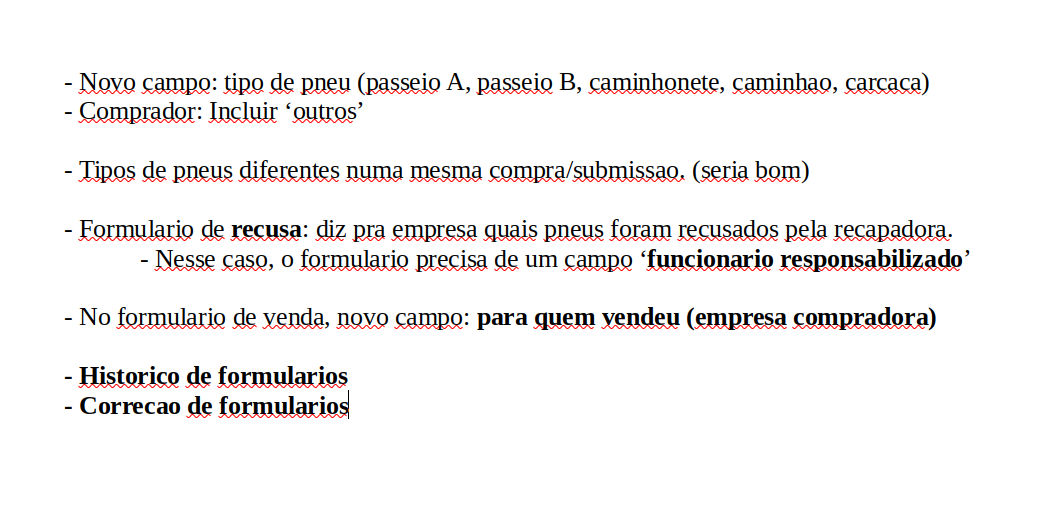 - Novo campo: tipo de pneu (passeio A, passeio B, caminhonete, caminhao, carcaca)
- Comprador: Incluir ‘outros’
- Tipos de pneus diferentes numa mesma compra/submissao. (seria bom)
- Formulario de recusa: diz pra empresa quais pneus foram recusados pela recapadora.
- Nesse caso, o formulario precisa de um campo ‘funcionario responsabilizado’
- No formulario de venda, novo campo: para quem vendeu (empresa compradora)
- Historico de formularios
- Correcao de formularios